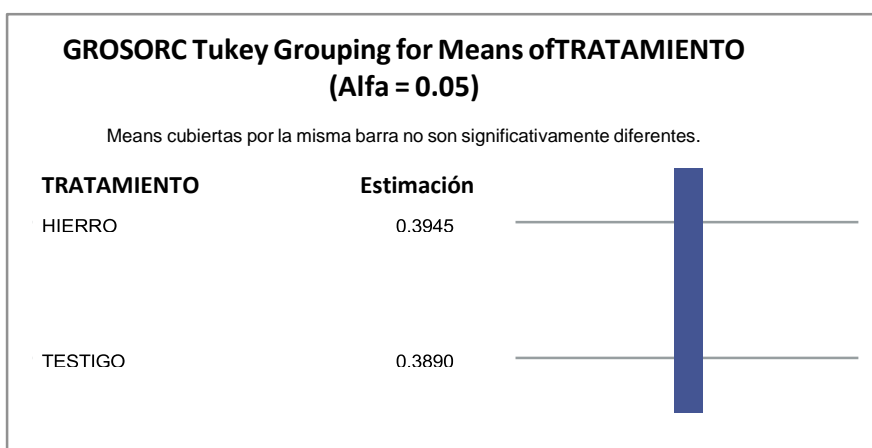 GROSORC Tukey Grouping for Means ofTRATAMIENTO
(Alfa = 0.05)
Means cubiertas por la misma barra no son significativamente diferentes.
TRATAMIENTO Estimación
HIERRO 0.3945
TESTIGO 0.3890